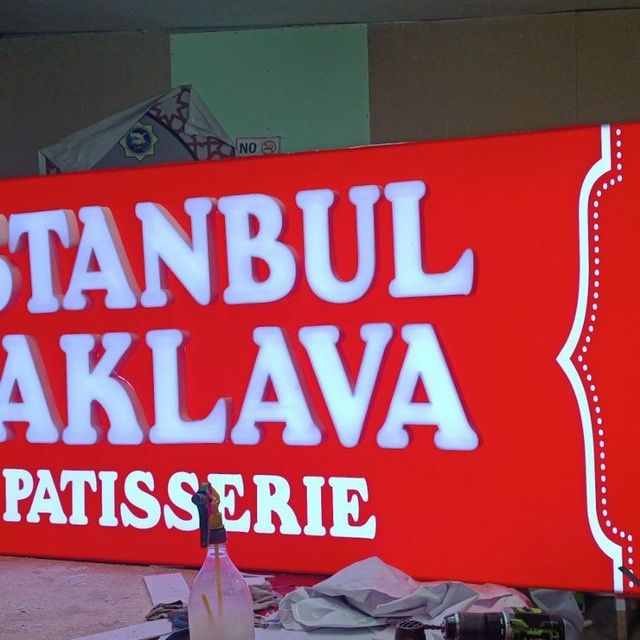 NO
STANBUL
AKLAVA
PATISSERIE